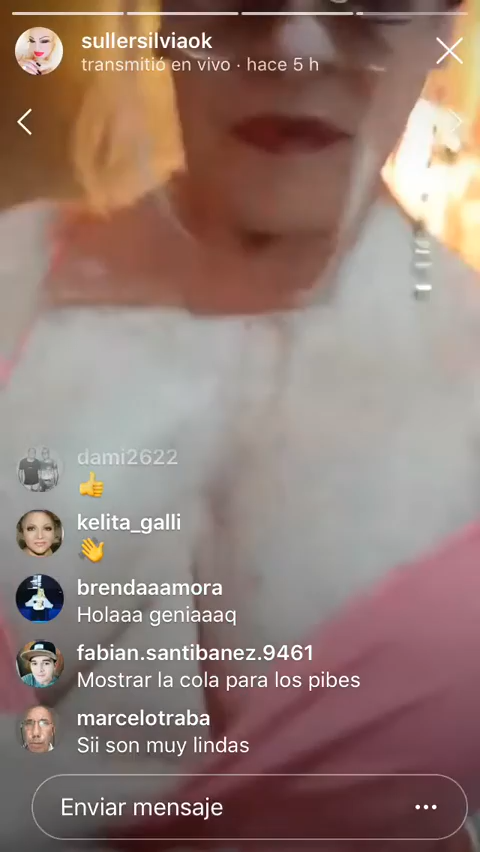 sullersilviaok
transmitió en vivo · hace 5 h
dami2622
👍
kelita_galli
👋
brendaaamora
Holaaa geniaaaq
fabian.santibanez.9461
Mostrar la cola para los pibes
marcelotraba
Sii son muy lindas
Enviar mensaje